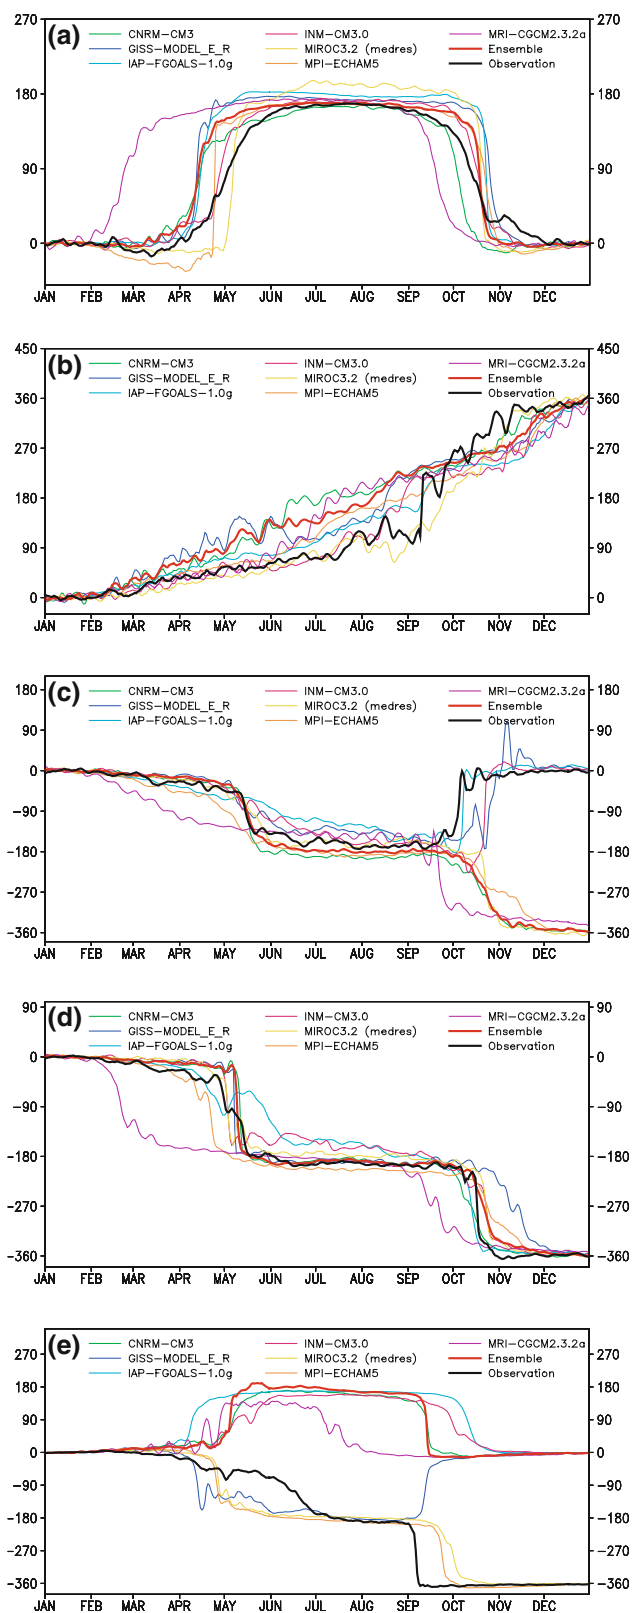 (a)
CNRM-CM3 INM-CM3.0 MRI-CGCM2.3.2a
GISS-MODEL_E_R MIROC3.2 (medres) Ensemble
IAP-FGOALS-1.0g MPI-ECHAM5 Observation
270 270
180 180
90 90
0 0
JAN FEB MAR APR MAY JUN JUL AUG SEP OCT NOV DEC
(b)
CNRM-CM3 INM-CM3.0 MRI-CGCM2.3.2a
GISS-MODEL_E_R MIROC3.2 (medres) Ensemble
IAP-FGOALS-1.0g MPI-ECHAM5 Observation
450 450
360 360
270 270
180 180
90 90
0 0
JAN FEB MAR APR MAY JUN JUL AUG SEP OCT NOV DEC
(c)
CNRM-CM3 INM-CM3.0 MRI-CGCM2.3.2a
GISS-MODEL_E_R MIROC3.2 (medres) Ensemble
IAP-FGOALS-1.0g MPI-ECHAM5 Observation
180 180
90 90
0 0
-90 -90
-180 -180
-270 -270
-360 -360
JAN FEB MAR APR MAY JUN JUL AUG SEP OCT NOV DEC
(d)
CNRM-CM3 INM-CM3.0 MRI-CGCM2.3.2a
GISS-MODEL_E_R MIROC3.2 (medres) Ensemble
IAP-FGOALS-1.0g MPI-ECHAM5 Observation
90 90
0 0
-90 -90
-180 -180
-270 -270
-360 -360
JAN FEB MAR APR MAY JUN JUL AUG SEP OCT NOV DEC
(e)
CNRM-CM3 INM-CM3.0 MRI-CGCM2.3.2a
GISS-MODEL_E_R MIROC3.2 (medres) Ensemble
IAP-FGOALS-1.0g MPI-ECHAM5 Observation
270 270
180 180
90 90
0 0
-90 -90
-180 -180
-270 -270
-360 -360
JAN FEB MAR APR MAY JUN JUL AUG SEP OCT NOV DEC